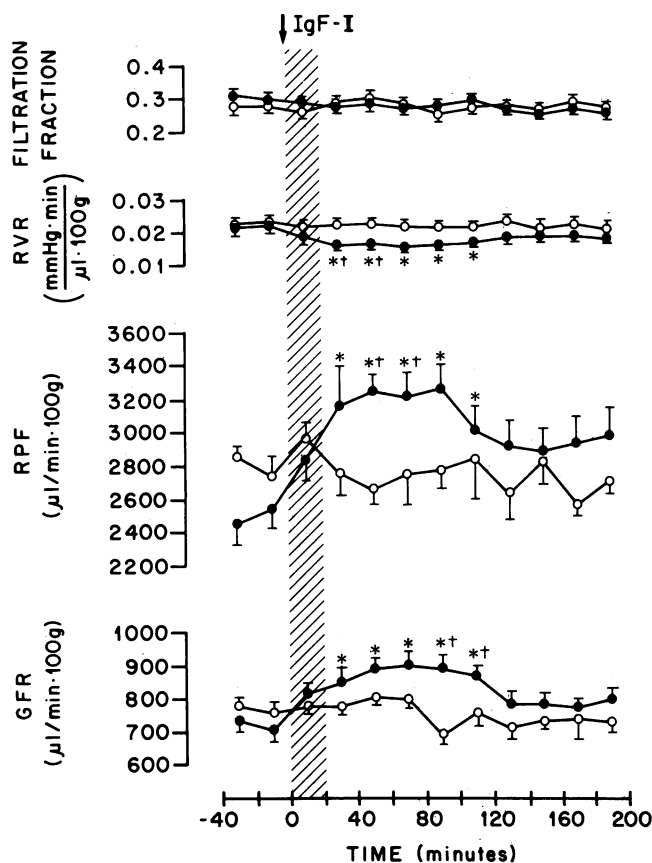 IgF-I
FILTRATION
FRACTION
0.4
0.3
0.2
RVR
(mmHg·min
µl·100g)
0.03
0.02
0.01
*† *† * * *
RPF
(µl/min·100g)
3600
3400
3200
3000
2800
2600
2400
2200
* *† *† * *
GFR
(µl/min·100g)
1000
900
800
700
600
* * * *† *†
-40 0 40 80 120 160 200
TIME (minutes)